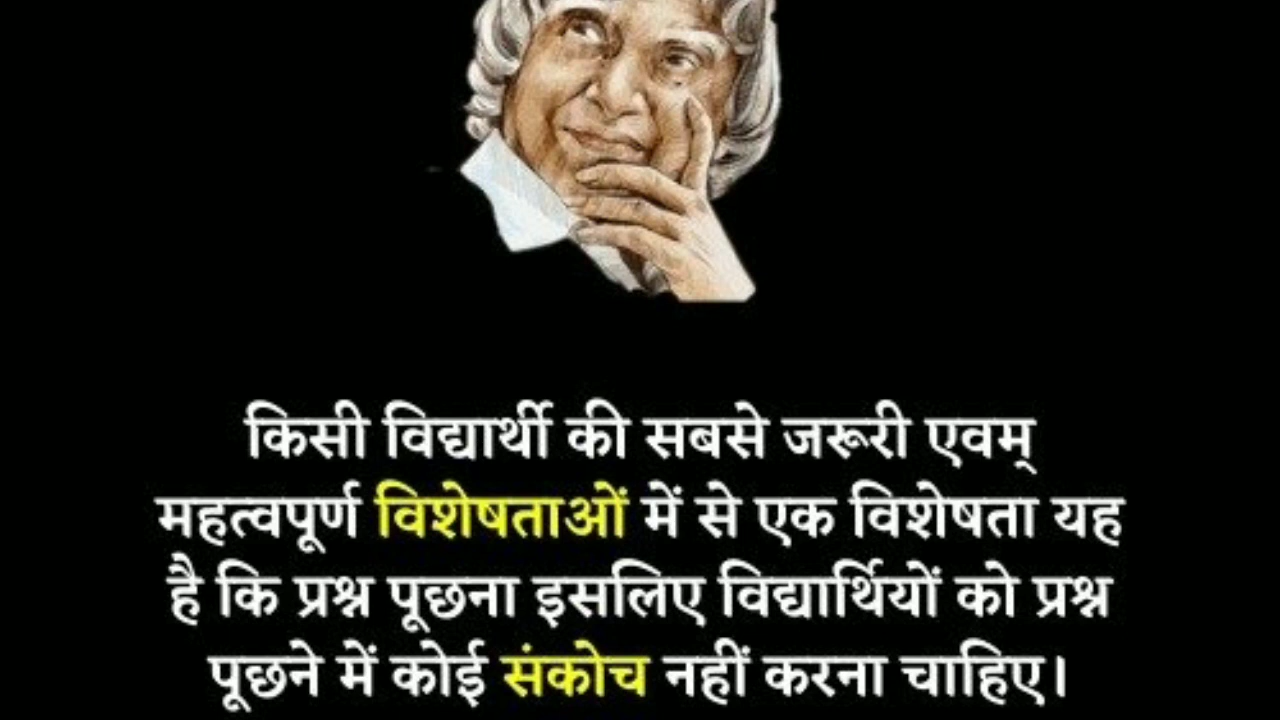 किसी विद्यार्थी की सबसे जरूरी एवम्
महत्वपूर्ण विशेषताओं में से एक विशेषता यह
है कि प्रश्न पूछना इसलिए विद्यार्थियों को प्रश्न
पूछने में कोई संकोच नहीं करना चाहिए।